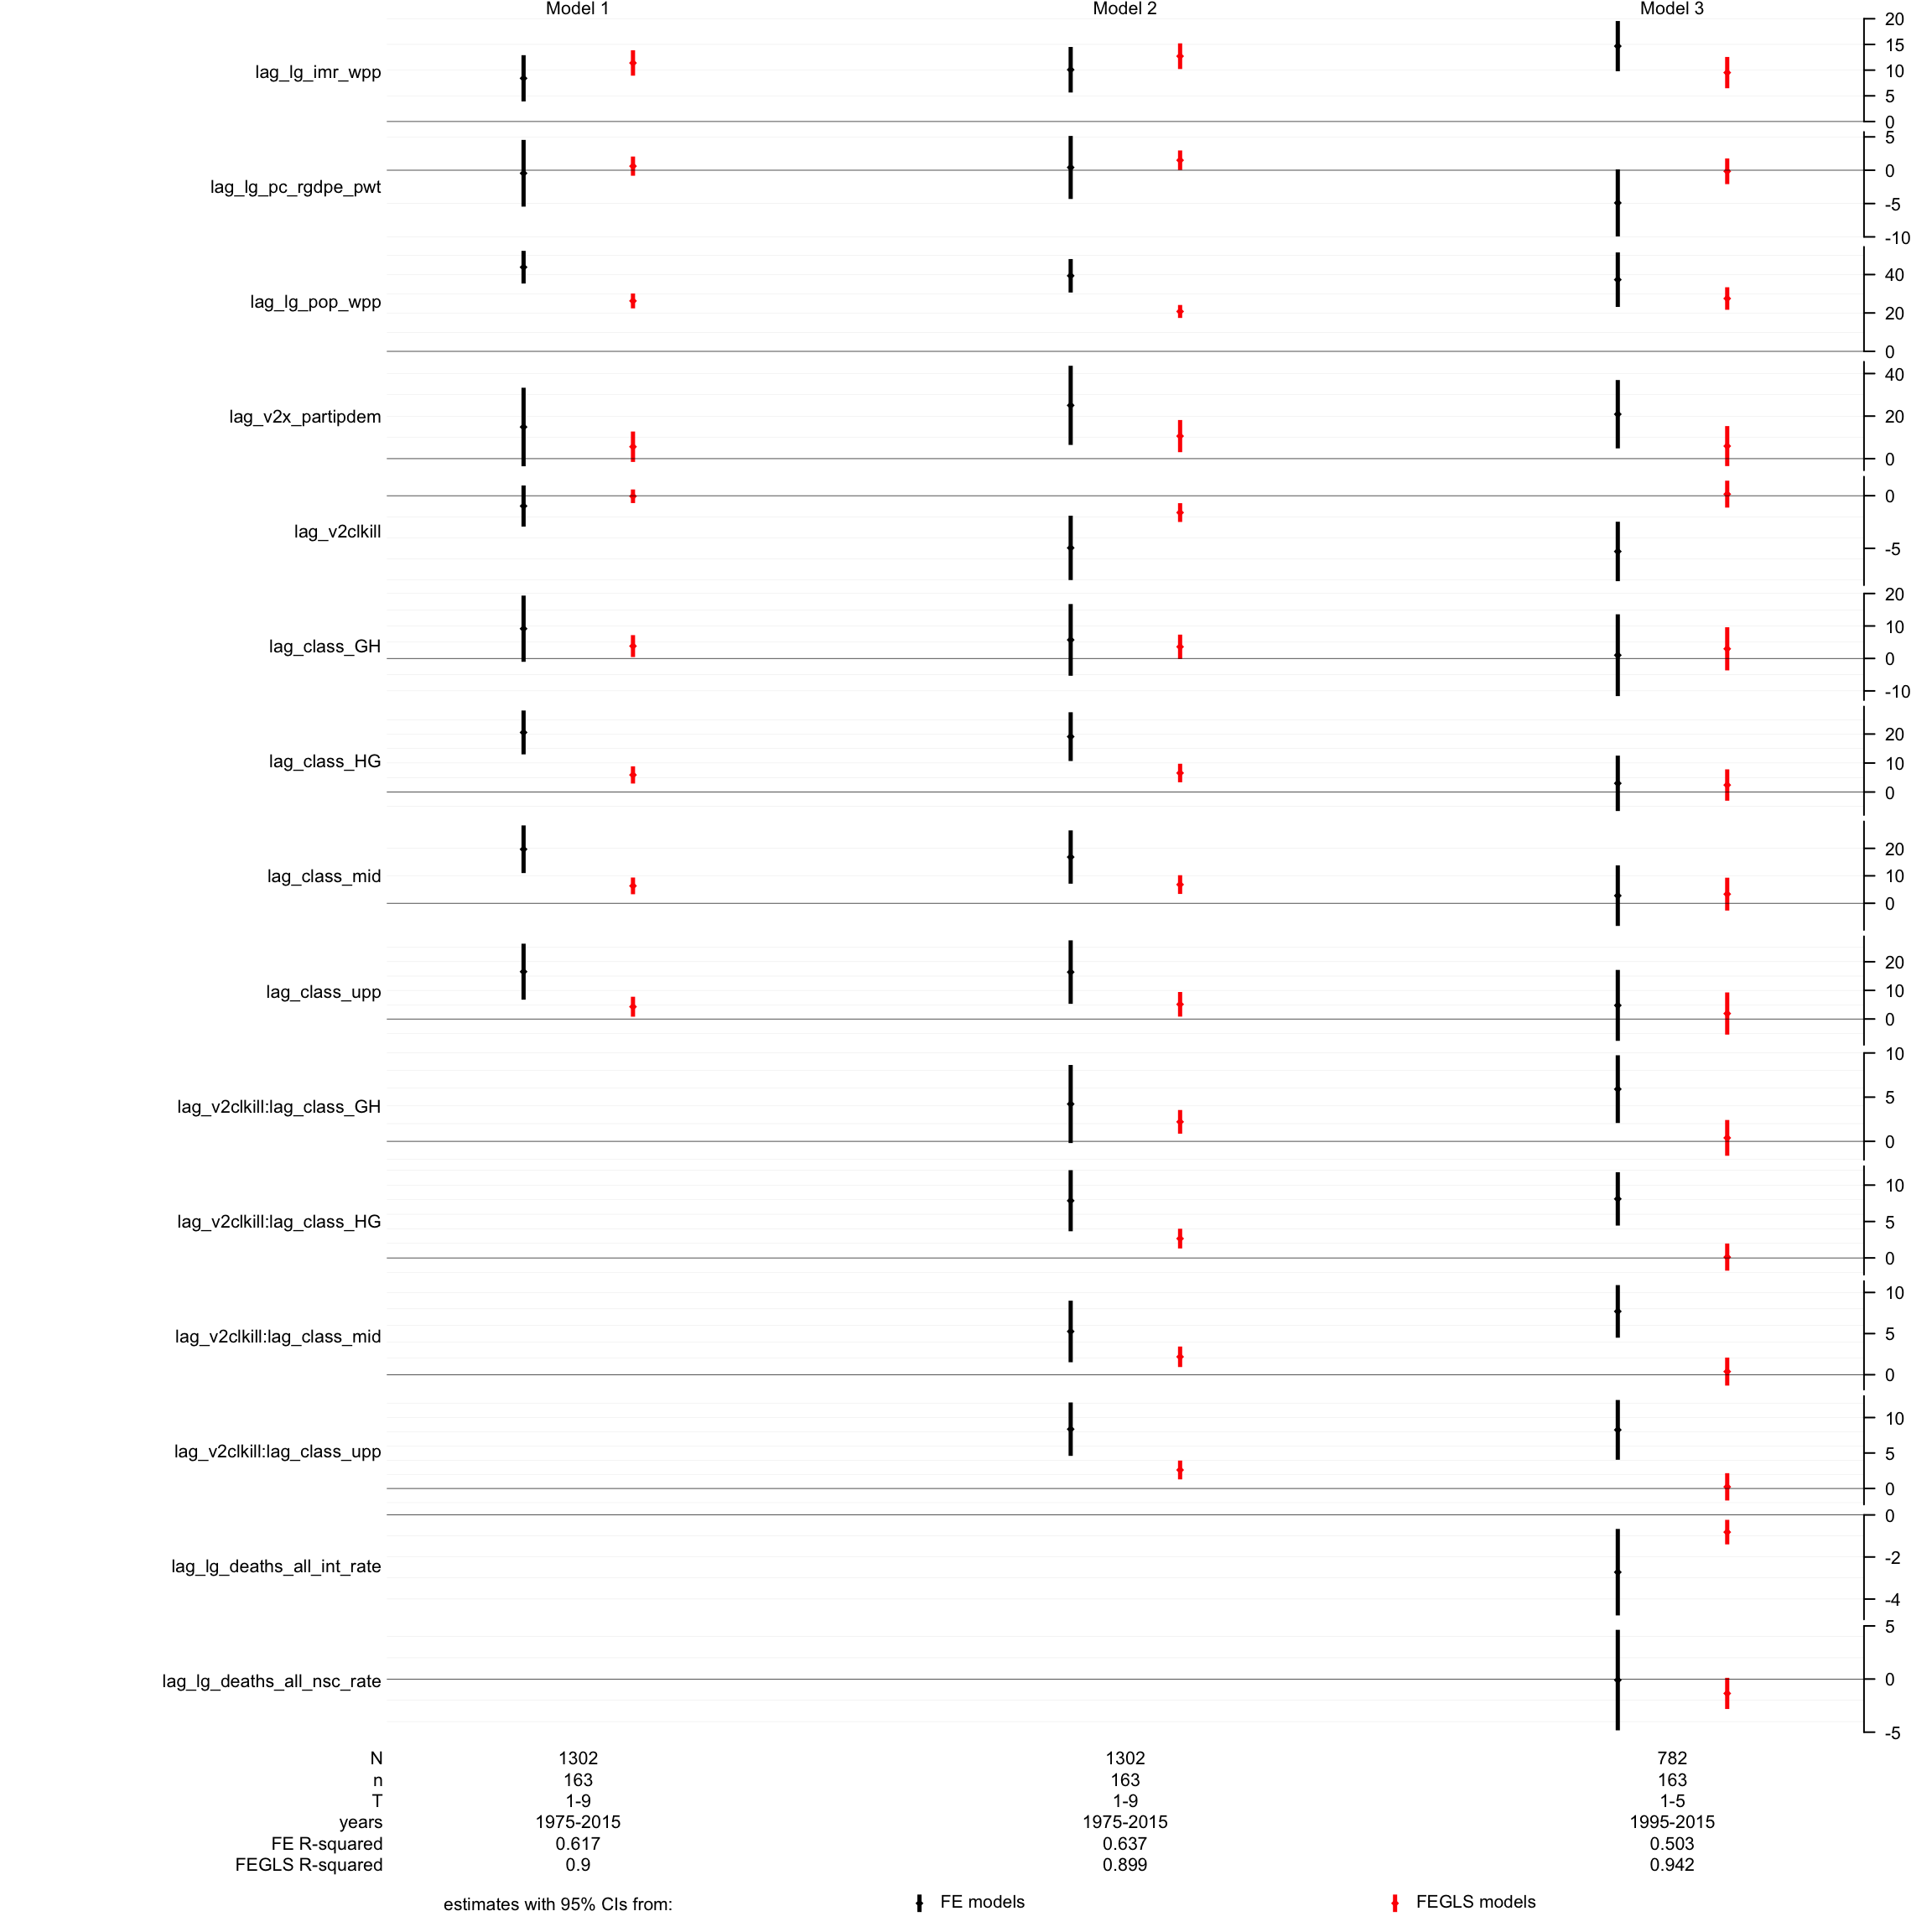 Model 1 Model 2 Model 3
lag_lg_imr_wpp
20
15
10
5
0
lag_lg_pc_rgdpe_pwt
5
0
-5
-10
lag_lg_pop_wpp
40
20
0
lag_v2x_partipdem
40
20
0
lag_v2clkill
0
-5
lag_class_GH
20
10
0
-10
lag_class_HG
20
10
0
lag_class_mid
20
10
0
lag_class_upp
20
10
0
lag_v2clkill:lag_class_GH
10
5
0
lag_v2clkill:lag_class_HG
10
5
0
lag_v2clkill:lag_class_mid
10
5
0
lag_v2clkill:lag_class_upp
10
5
0
lag_lg_deaths_all_int_rate
0
-2
-4
lag_lg_deaths_all_nsc_rate
5
0
-5
N 1302 1302 782
n 163 163 163
T 1-9 1-9 1-5
years 1975-2015 1975-2015 1995-2015
FE R-squared 0.617 0.637 0.503
FEGLS R-squared 0.9 0.899 0.942
estimates with 95% CIs from: FE models FEGLS models